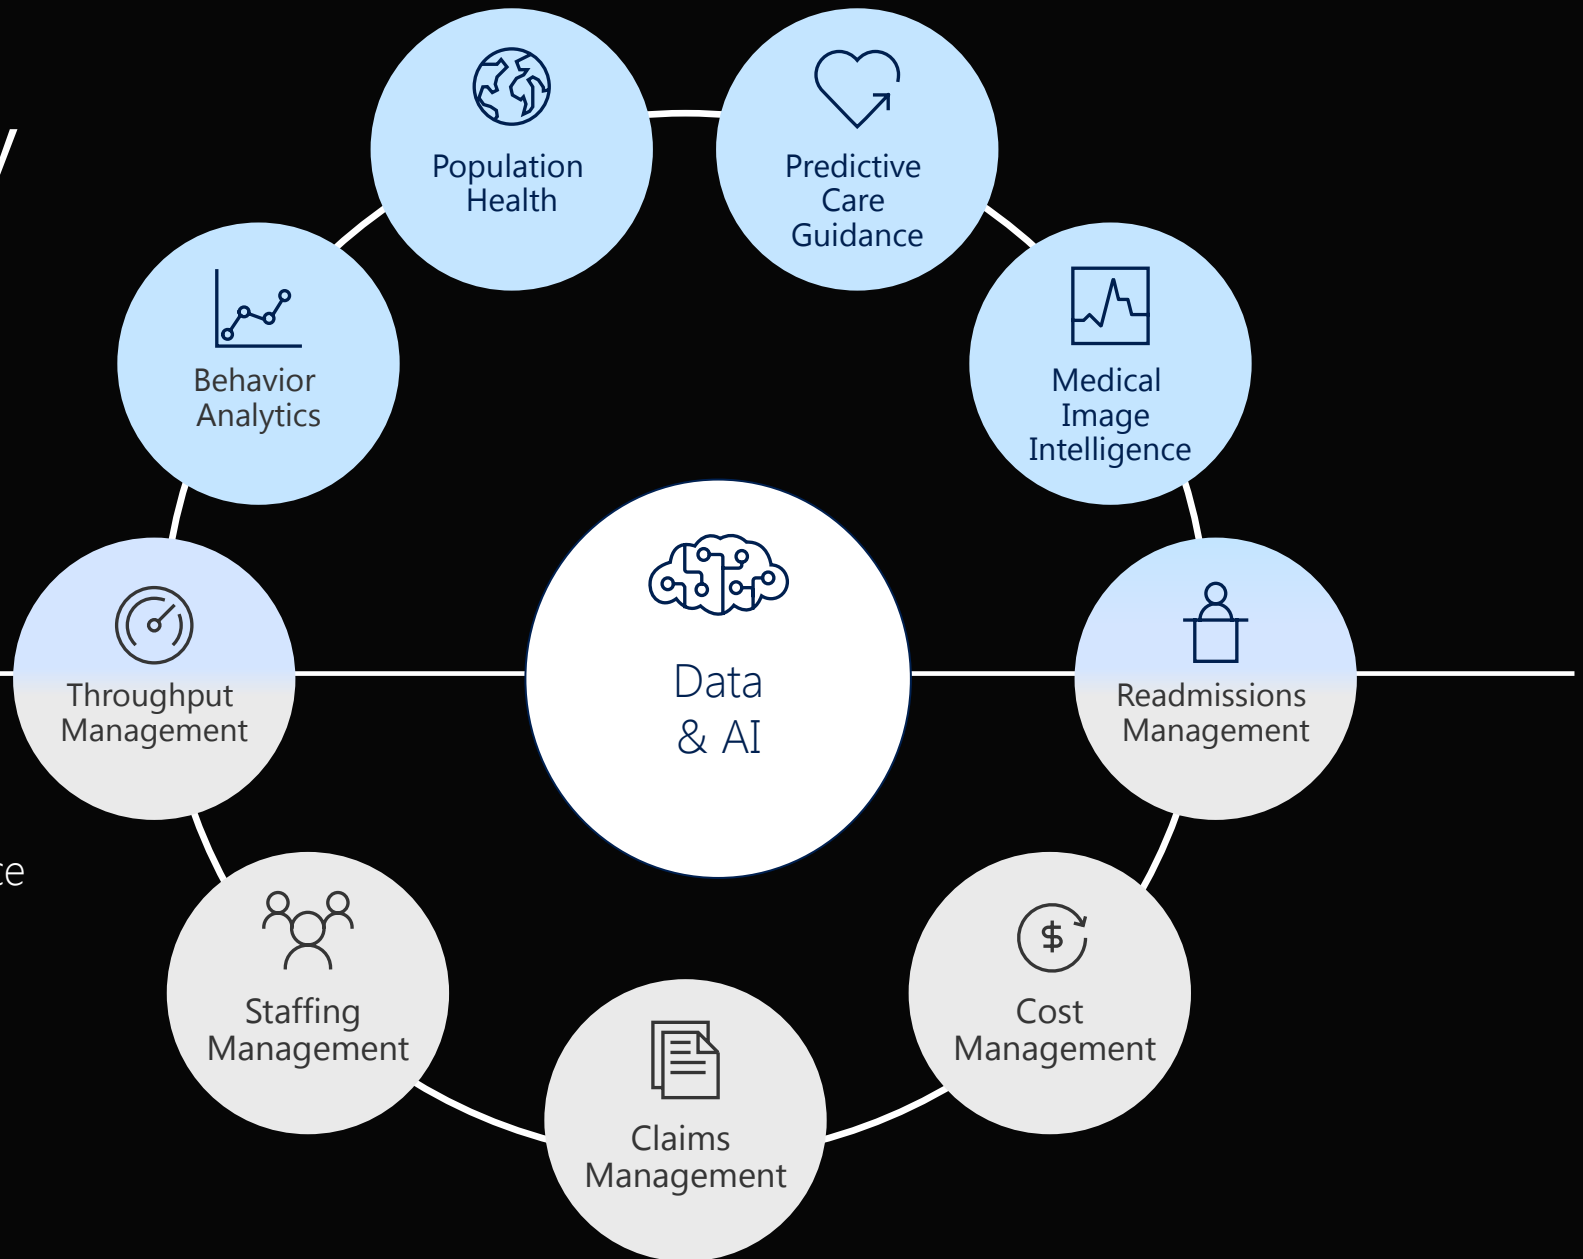 Population
Health
Predictive
Care
Guidance
Behavior
Analytics
Medical
Image
Intelligence
Data
& AI
Throughput
Management
Readmissions
Management
Staffing
Management
Cost
Management
Claims
Management
$